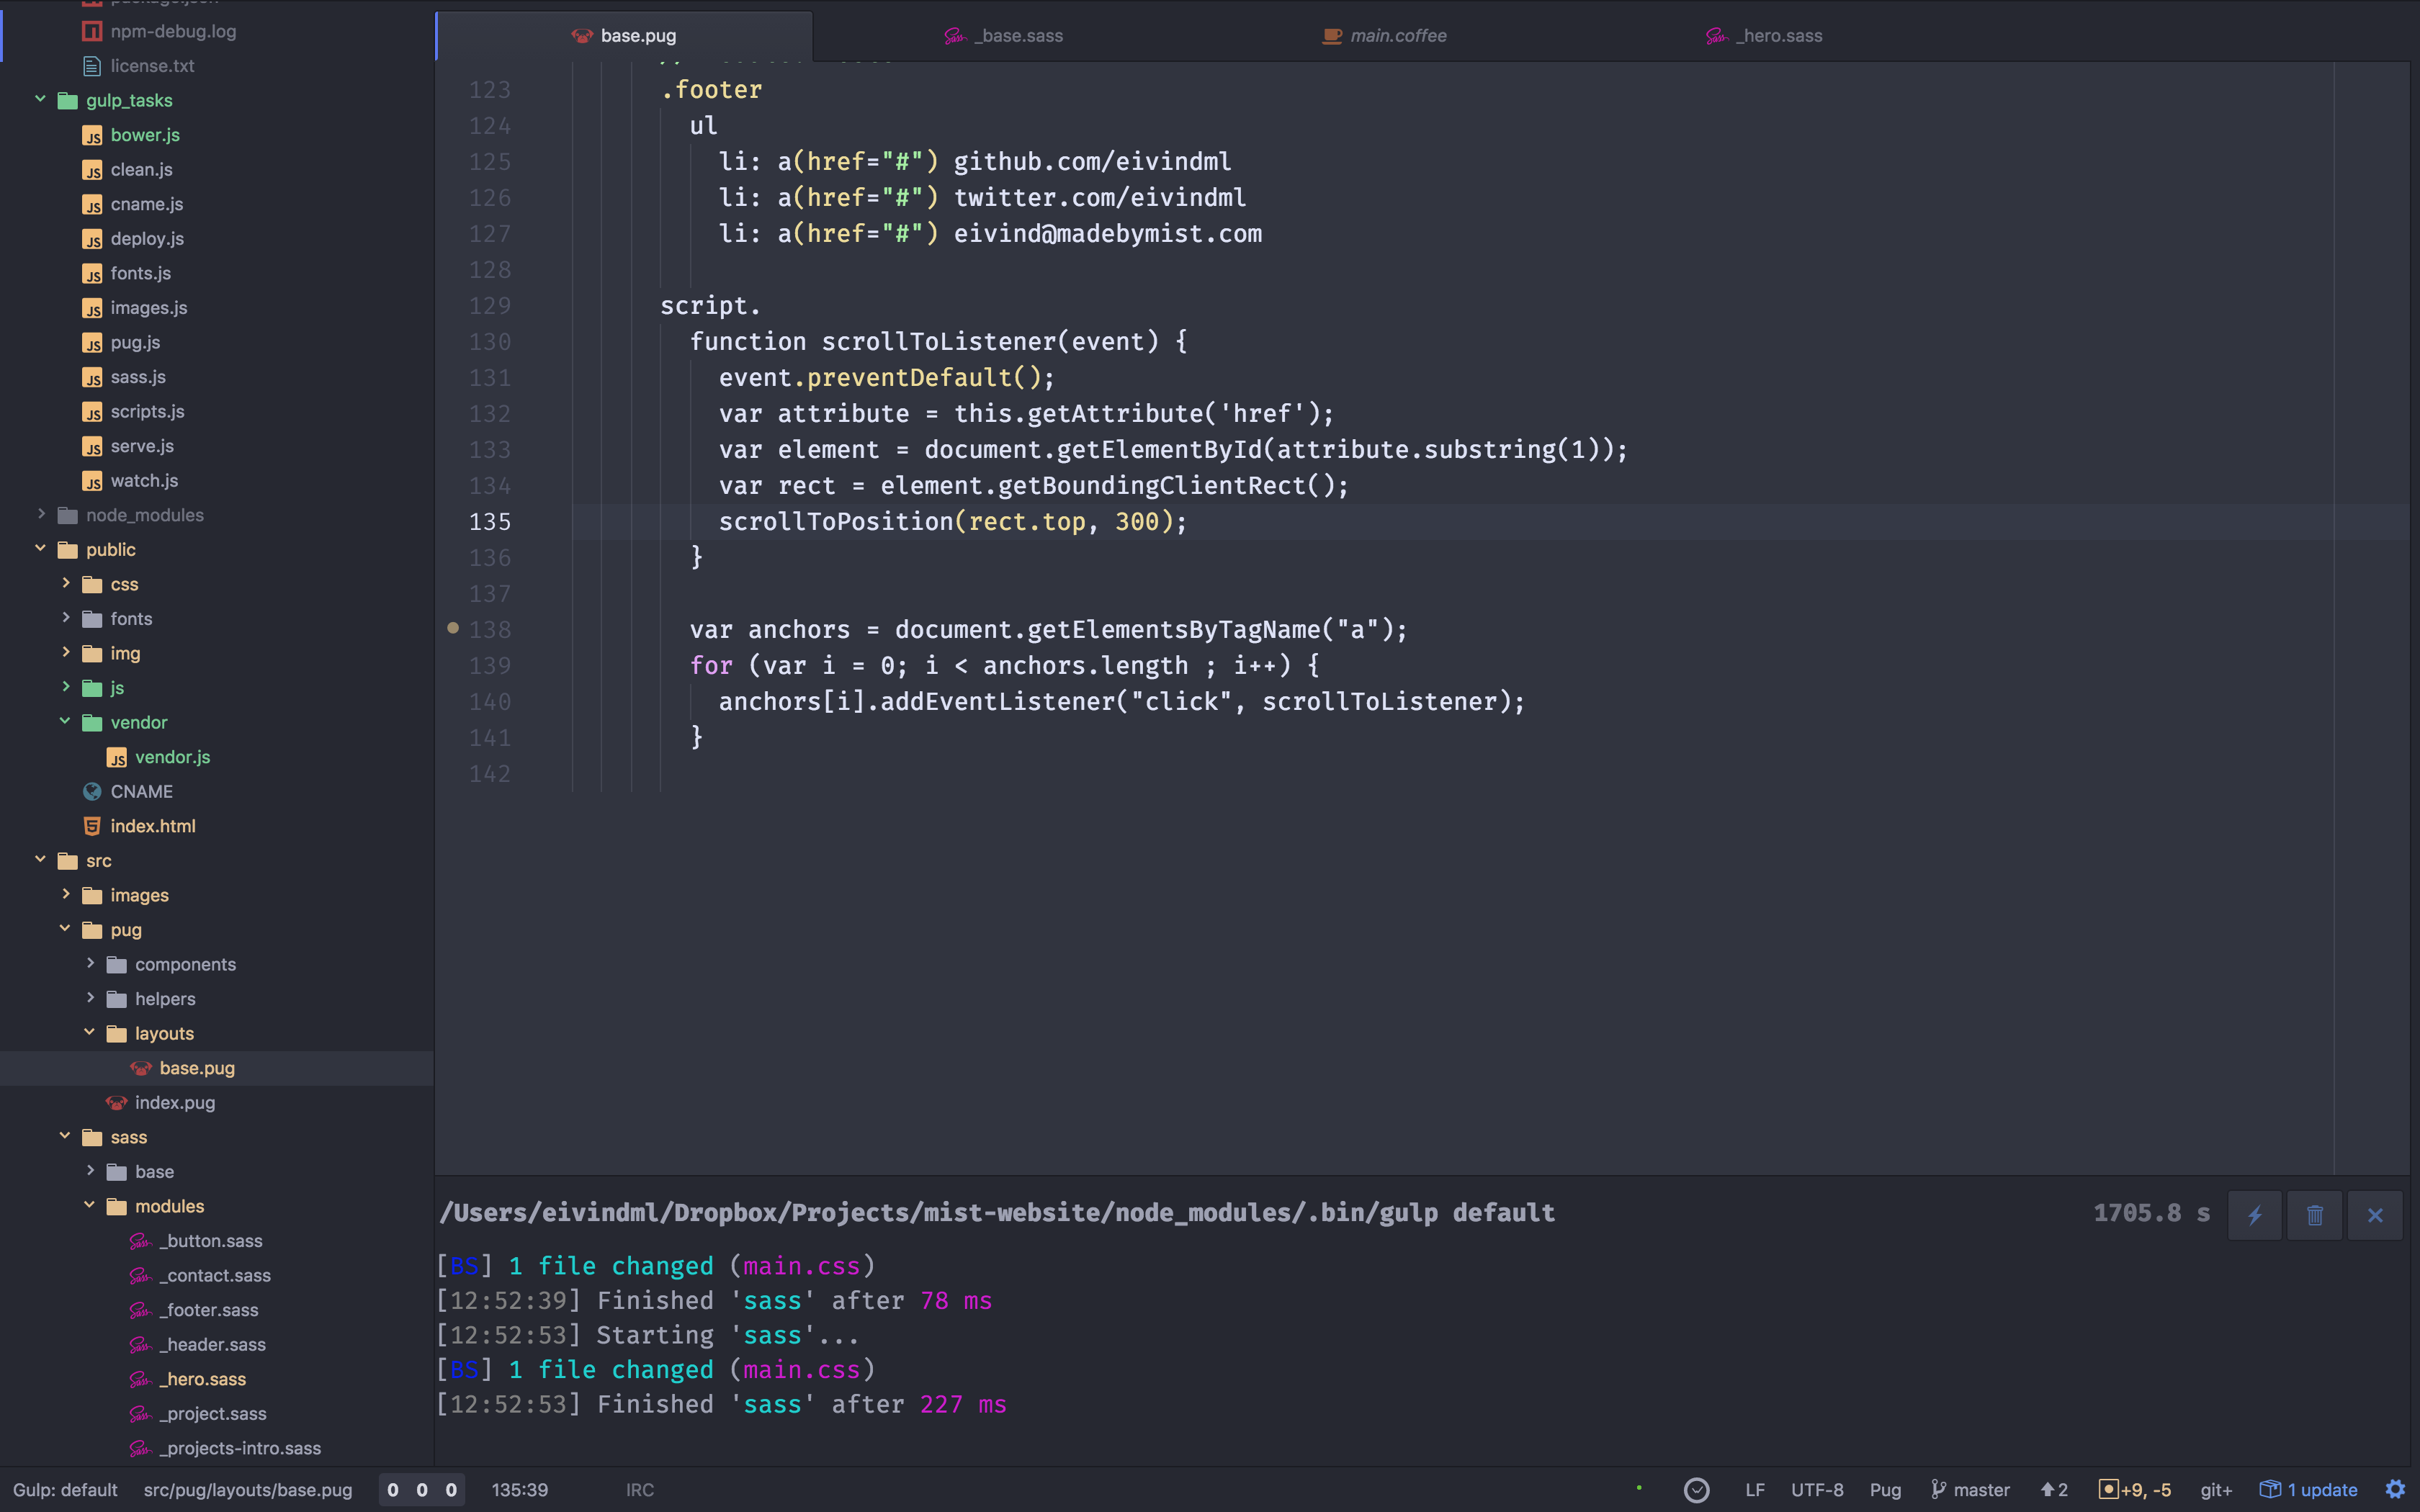 npm-debug.log
license.txt
gulp_tasks
bower.js
clean.js
cname.js
deploy.js
fonts.js
images.js
pug.js
sass.js
scripts.js
serve.js
watch.js
node_modules
public
css
fonts
img
js
vendor
vendor.js
CNAME
index.html
src
images
pug
components
helpers
layouts
base.pug
index.pug
sass
base
modules
_button.sass
_contact.sass
_footer.sass
_header.sass
_hero.sass
_project.sass
_projects-intro.sass
base.pug _base.sass main.coffee _hero.sass
123 .footer
124 ul
125 li: a(href="#") github.com/eivindml
126 li: a(href="#") twitter.com/eivindml
127 li: a(href="#") eivind@madebymist.com
128
129 script.
130 function scrollToListener(event) {
131 event.preventDefault();
132 var attribute = this.getAttribute('href');
133 var element = document.getElementById(attribute.substring(1));
134 var rect = element.getBoundingClientRect();
135 scrollToPosition(rect.top, 300);
136 }
137
138 var anchors = document.getElementsByTagName("a");
139 for (var i = 0; i < anchors.length ; i++) {
140 anchors[i].addEventListener("click", scrollToListener);
141 }
142
/Users/eivindml/Dropbox/Projects/mist-website/node_modules/.bin/gulp default 1705.8 s
[BS] 1 file changed (main.css)
[12:52:39] Finished 'sass' after 78 ms
[12:52:53] Starting 'sass'...
[BS] 1 file changed (main.css)
[12:52:53] Finished 'sass' after 227 ms
Gulp: default src/pug/layouts/base.pug 0 0 0 135:39 IRC LF UTF-8 Pug master 2 +9, -5 git+ 1 update